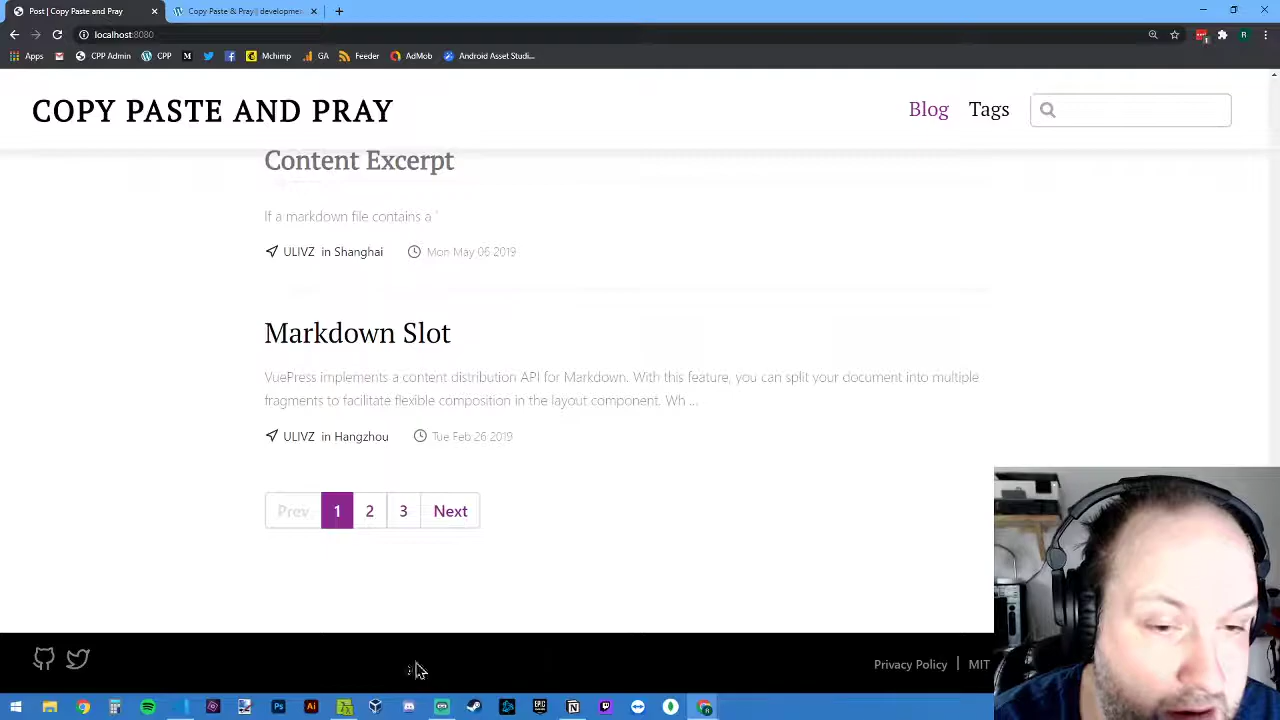 Post | Copy Paste and Pray
Copy Paste & Pray|| developmen
localhost:8080
Apps
CPP Admin
CPP
Mchimp
GA
Feeder
AdMob
Android Asset Studi...
COPY PASTE AND PRAY
Blog
Tags
Content Excerpt
If a markdown file contains a `
ULIVZ in Shanghai
Mon May 06 2019
Markdown Slot
VuePress implements a content distribution API for Markdown. With this feature, you can split your document into multiple
fragments to facilitate flexible composition in the layout component. Wh ...
ULIVZ in Hangzhou
Tue Feb 26 2019
Prev 1 2 3 Next
Privacy Policy | MIT